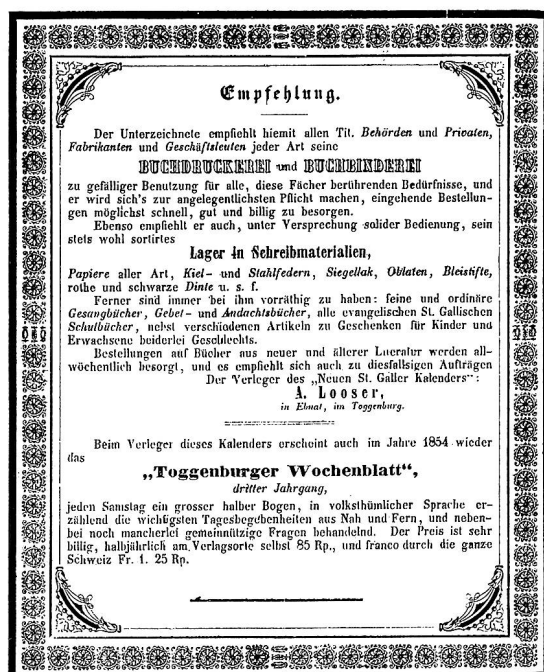 Empfehlung.
Der Unterzeichnete empfiehlt hiemit allen Tit. Behörden und Privaten,
Fabrikanten und Geschäftsleuten jeder Art seine
BUCHDRUCKEREI und BUCHBINDEREI
zu gefälliger Benutzung für alle, diese Fächer berührenden Bedürfnisse, und
er wird sich's zur angelegentlichsten Pflicht machen, eingehende Bestellun-
gen möglichst schnell, gut und billig zu besorgen.
Ebenso empfiehlt er auch, unter Versprechung solider Bedienung, sein
stets wohl sortirtes
Lager in Schreibmaterialien,
Papiere aller Art, Kiel- und Stahlfedern, Siegellak, Oblaten, Bleistifte,
rothe und schwarze Dinte u. s. f.
Ferner sind immer bei ihm vorräthig zu haben: feine und ordinäre
Gesangbücher, Gebet- und Andachtsbücher, alle evangelischen St. Gallischen
Schulbücher, nebst verschiedenen Artikeln zu Geschenken für Kinder und
Erwachsene beiderlei Geschlechts.
Bestellungen auf Bücher aus neuer und älterer Literatur werden all-
wöchentlich besorgt, und es empfiehlt sich auch zu diesfallsigen Aufträgen
Der Verleger des „Neuen St. Galler Kalenders":
A. Looser,
in Ebnat, im Toggenburg.
Beim Verleger dieses Kalenders erscheint auch im Jahre 1854 wieder
das
„Toggenburger Wochenblatt",
dritter Jahrgang,
jeden Samstag ein grosser halber Bogen, in volksthümlicher Sprache er-
zählend die wichtigsten Tagesbegebenheiten aus Nah und Fern, und neben-
bei noch mancherlei gemeinnützige Fragen behandelnd. Der Preis ist sehr
billig, halbjährlich am Verlagsorte selbst 85 Rp., und franco durch die ganze
Schweiz Fr. 1. 25 Rp.